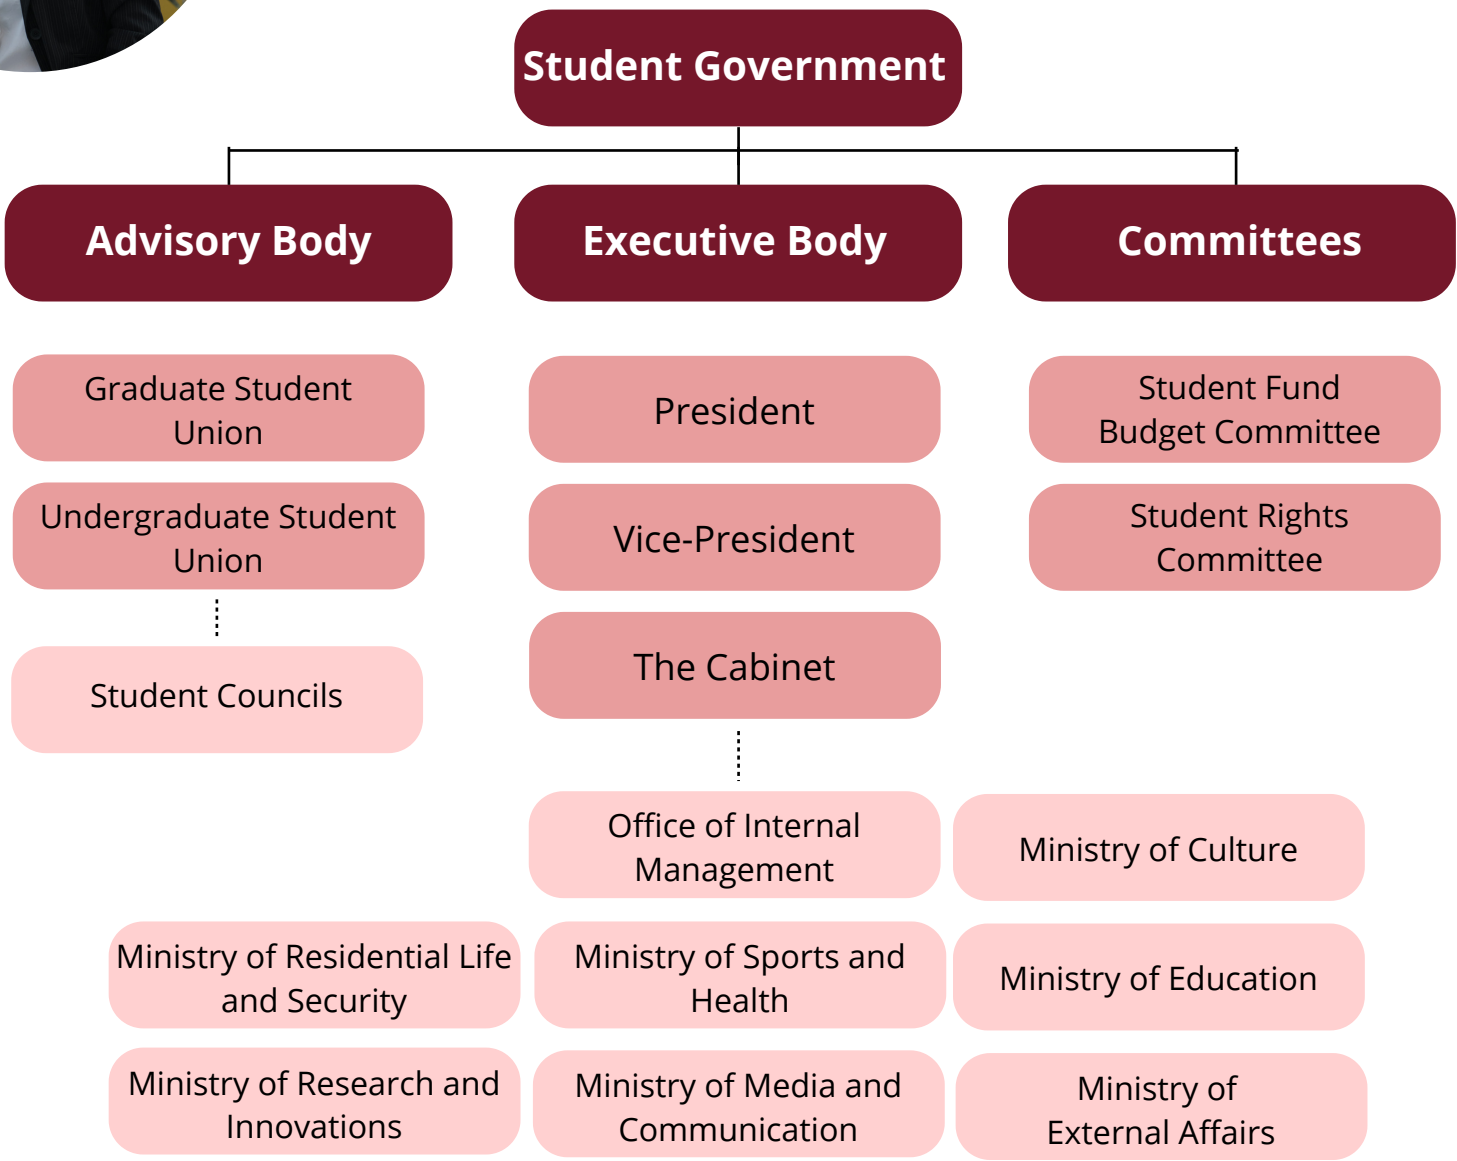 Student Government
Advisory Body
Executive Body
Committees
Graduate Student
Union
Undergraduate Student
Union
Student Councils
President
Vice-President
The Cabinet
Student Fund
Budget Committee
Student Rights
Committee
Office of Internal
Management
Ministry of Culture
Ministry of Residential Life
and Security
Ministry of Sports and
Health
Ministry of Education
Ministry of Research and
Innovations
Ministry of Media and
Communication
Ministry of
External Affairs